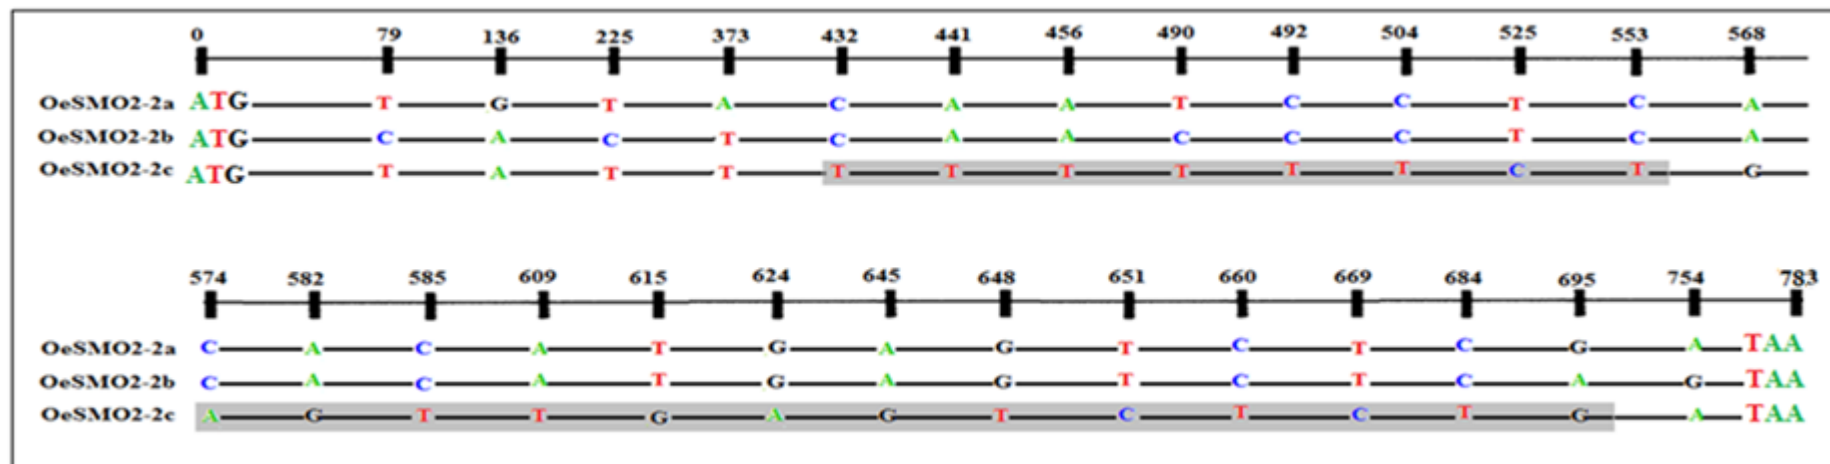 0 79 136 225 373 432 441 456 490 492 504 525 553 568
OeSMO2-2a ATG T G T A C A A T C C T C A
OeSMO2-2b ATG C A C T C A A C C C T C A
OeSMO2-2c ATG T A T T T T T T T T C T G
574 582 585 609 615 624 645 648 651 660 669 684 695 754 783
OeSMO2-2a C A C A T G A G T C T C G A TAA
OeSMO2-2b C A C A T G A G T C T C A G TAA
OeSMO2-2c A G T T G A G T C T C T G A TAA